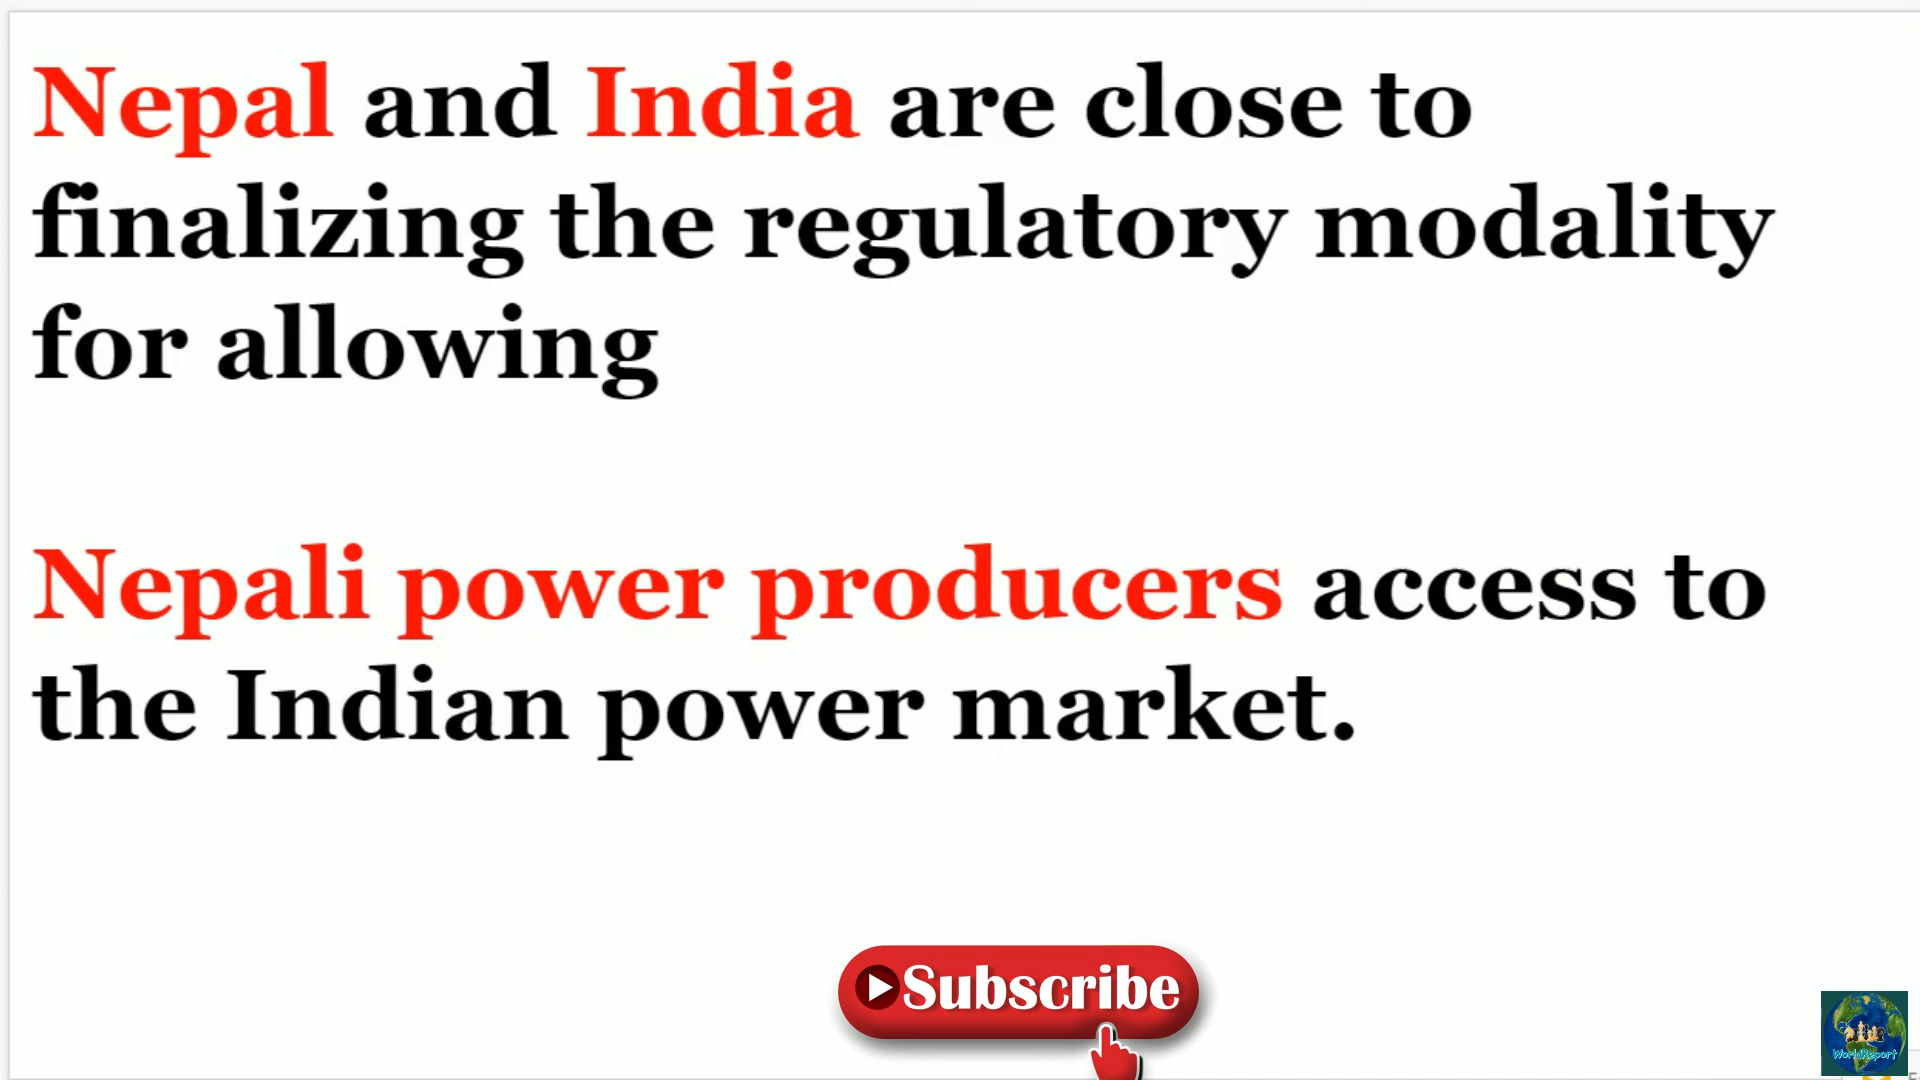 Nepal and India are close to
finalizing the regulatory modality
for allowing
Nepali power producers access to
the Indian power market.
Subscribe
WorldReport